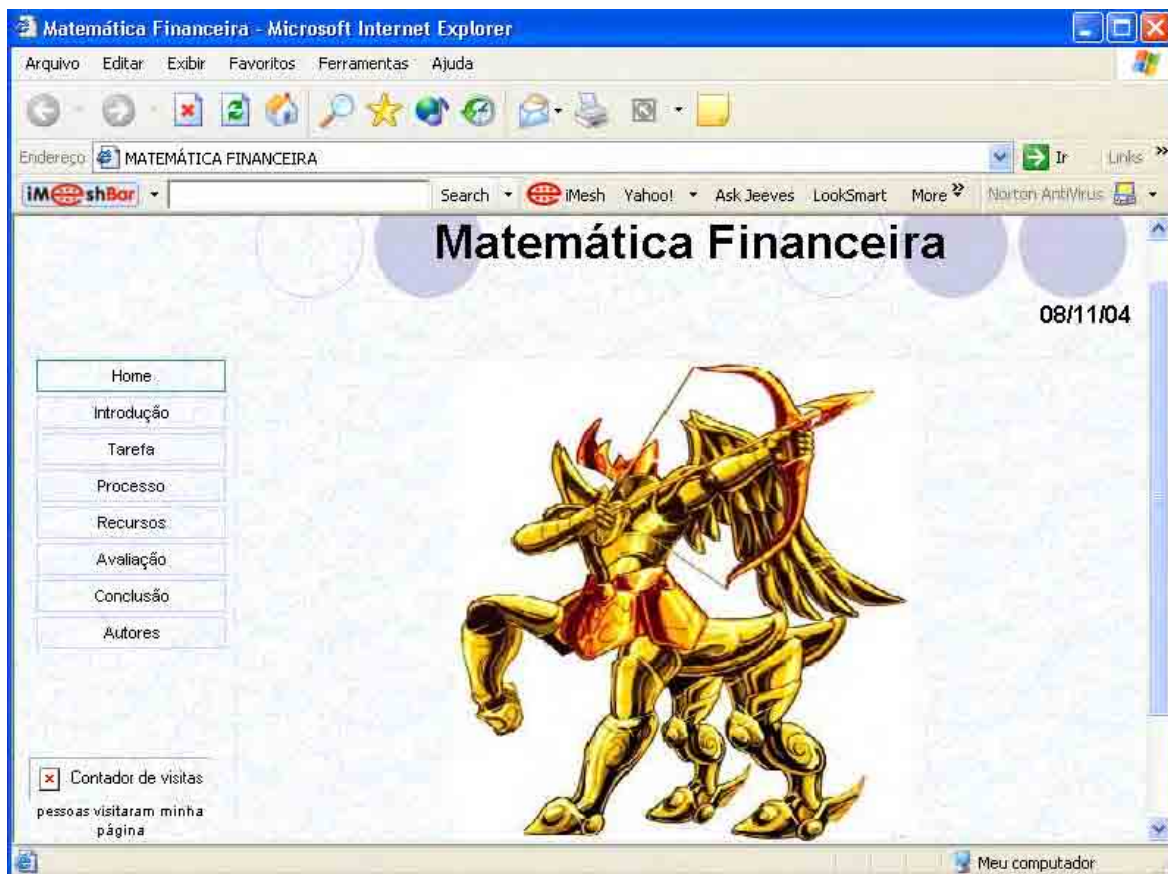 Matemática Financeira - Microsoft Internet Explorer
Arquivo Editar Exibir Favoritos Ferramentas Ajuda
Endereço MATEMÁTICA FINANCEIRA Ir Links »
iMeshBar Search iMesh Yahoo! Ask Jeeves LookSmart More » Norton AntiVirus
Matemática Financeira
08/11/04
Home
Introdução
Tarefa
Processo
Recursos
Avaliação
Conclusão
Autores
Contador de visitas
pessoas visitaram minha
página
Meu computador